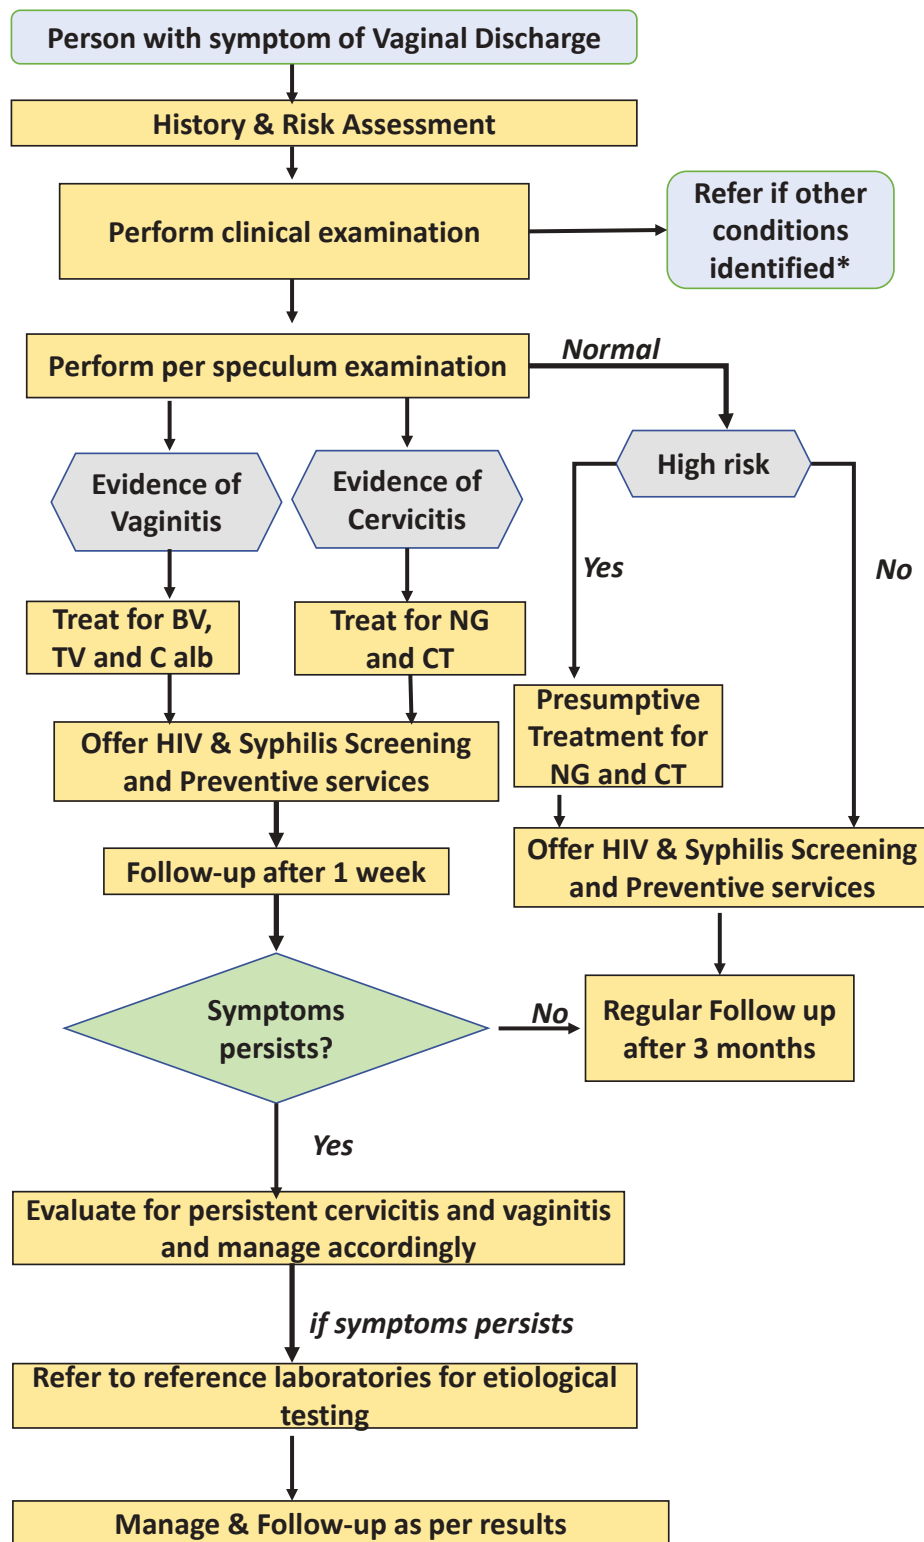 Person with symptom of Vaginal Discharge
History & Risk Assessment
Perform clinical examination
Refer if other
conditions
identified*
Perform per speculum examination
Normal
High risk
Evidence of
Vaginitis
Evidence of
Cervicitis
Yes
No
Treat for BV,
TV and C alb
Treat for NG
and CT
Presumptive
Treatment for
NG and CT
Offer HIV & Syphilis Screening
and Preventive services
Offer HIV & Syphilis Screening
and Preventive services
Follow-up after 1 week
Symptoms
persists?
No
Regular Follow up
after 3 months
Yes
Evaluate for persistent cervicitis and vaginitis
and manage accordingly
if symptoms persists
Refer to reference laboratories for etiological
testing
Manage & Follow-up as per results